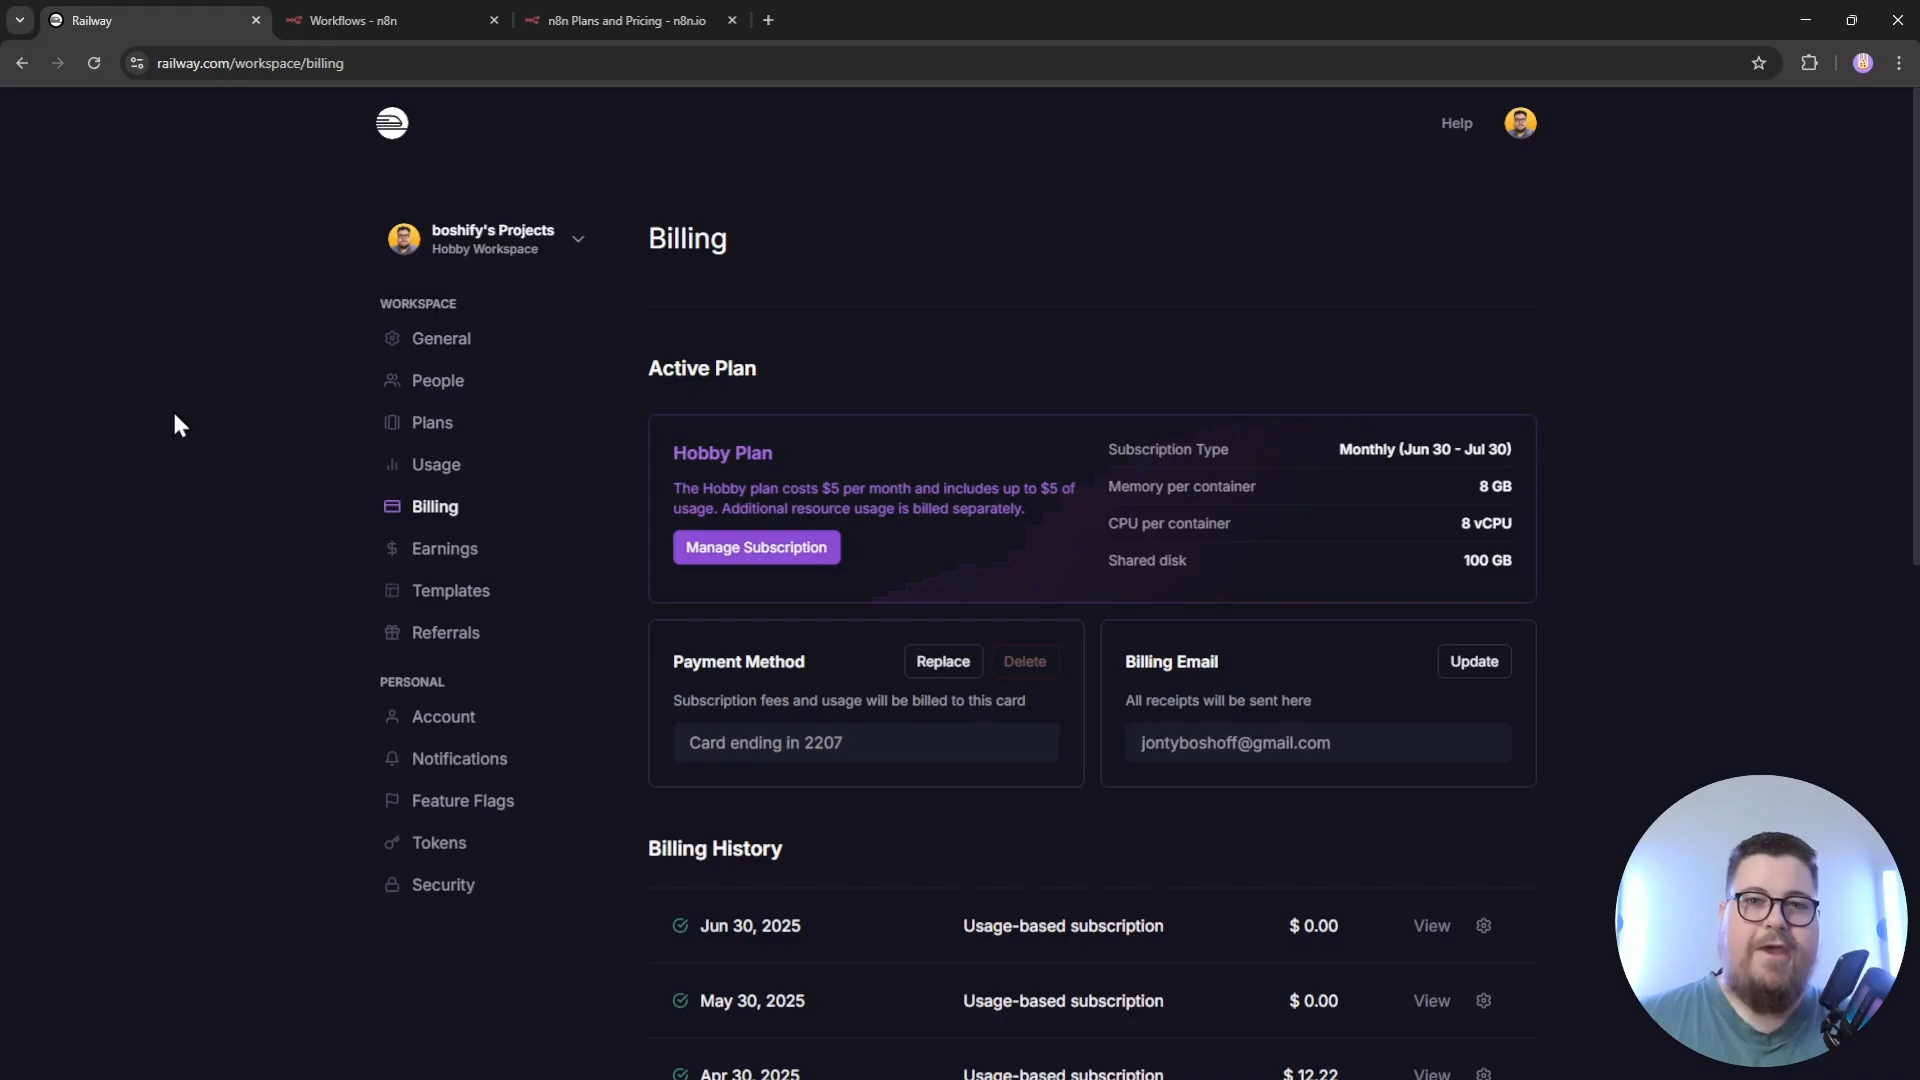 Railway
Workflows - n8n
n8n Plans and Pricing - n8n.io
railway.com/workspace/billing
Help
boshify's Projects
Hobby Workspace
WORKSPACE
General
People
Plans
Usage
Billing
Earnings
Templates
Referrals
PERSONAL
Account
Notifications
Feature Flags
Tokens
Security
Billing
Active Plan
Hobby Plan
The Hobby plan costs $5 per month and includes up to $5 of
usage. Additional resource usage is billed separately.
Manage Subscription
Subscription Type Monthly (Jun 30 - Jul 30)
Memory per container 8 GB
CPU per container 8 vCPU
Shared disk 100 GB
Payment Method Replace Delete
Subscription fees and usage will be billed to this card
Card ending in 2207
Billing Email Update
All receipts will be sent here
jontyboshoff@gmail.com
Billing History
Jun 30, 2025 Usage-based subscription $ 0.00 View
May 30, 2025 Usage-based subscription $ 0.00 View
Apr 30, 2025 Usage-based subscription $ 12.22 View